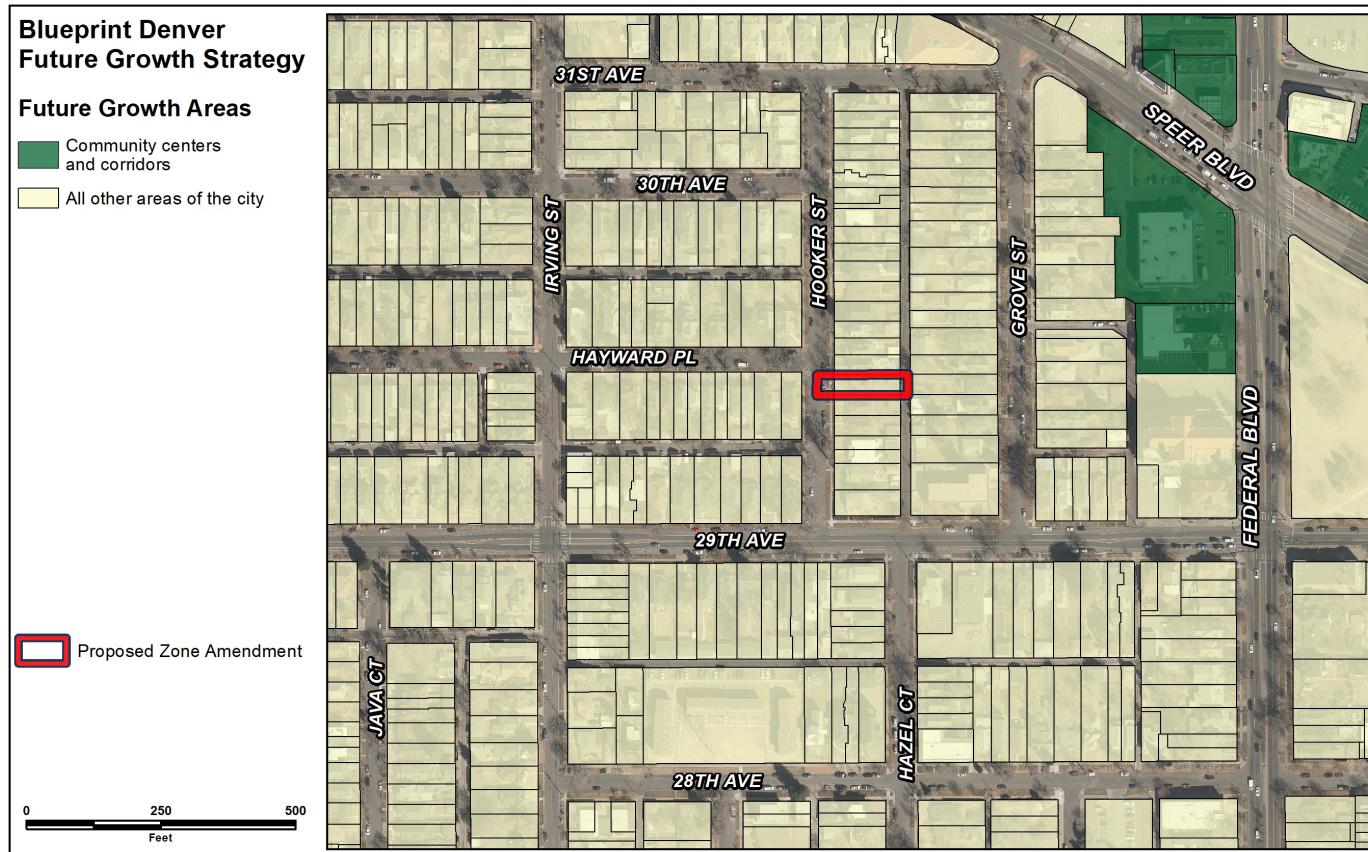 Blueprint Denver
Future Growth Strategy
Future Growth Areas
Community centers
and corridors
All other areas of the city
Proposed Zone Amendment
0 250 500
Feet
31ST AVE
SPEER BLVD
30TH AVE
IRVING ST
HOOKER ST
GROVE ST
HAYWARD PL
FEDERAL BLVD
29TH AVE
JAVA CT
HAZEL CT
28TH AVE